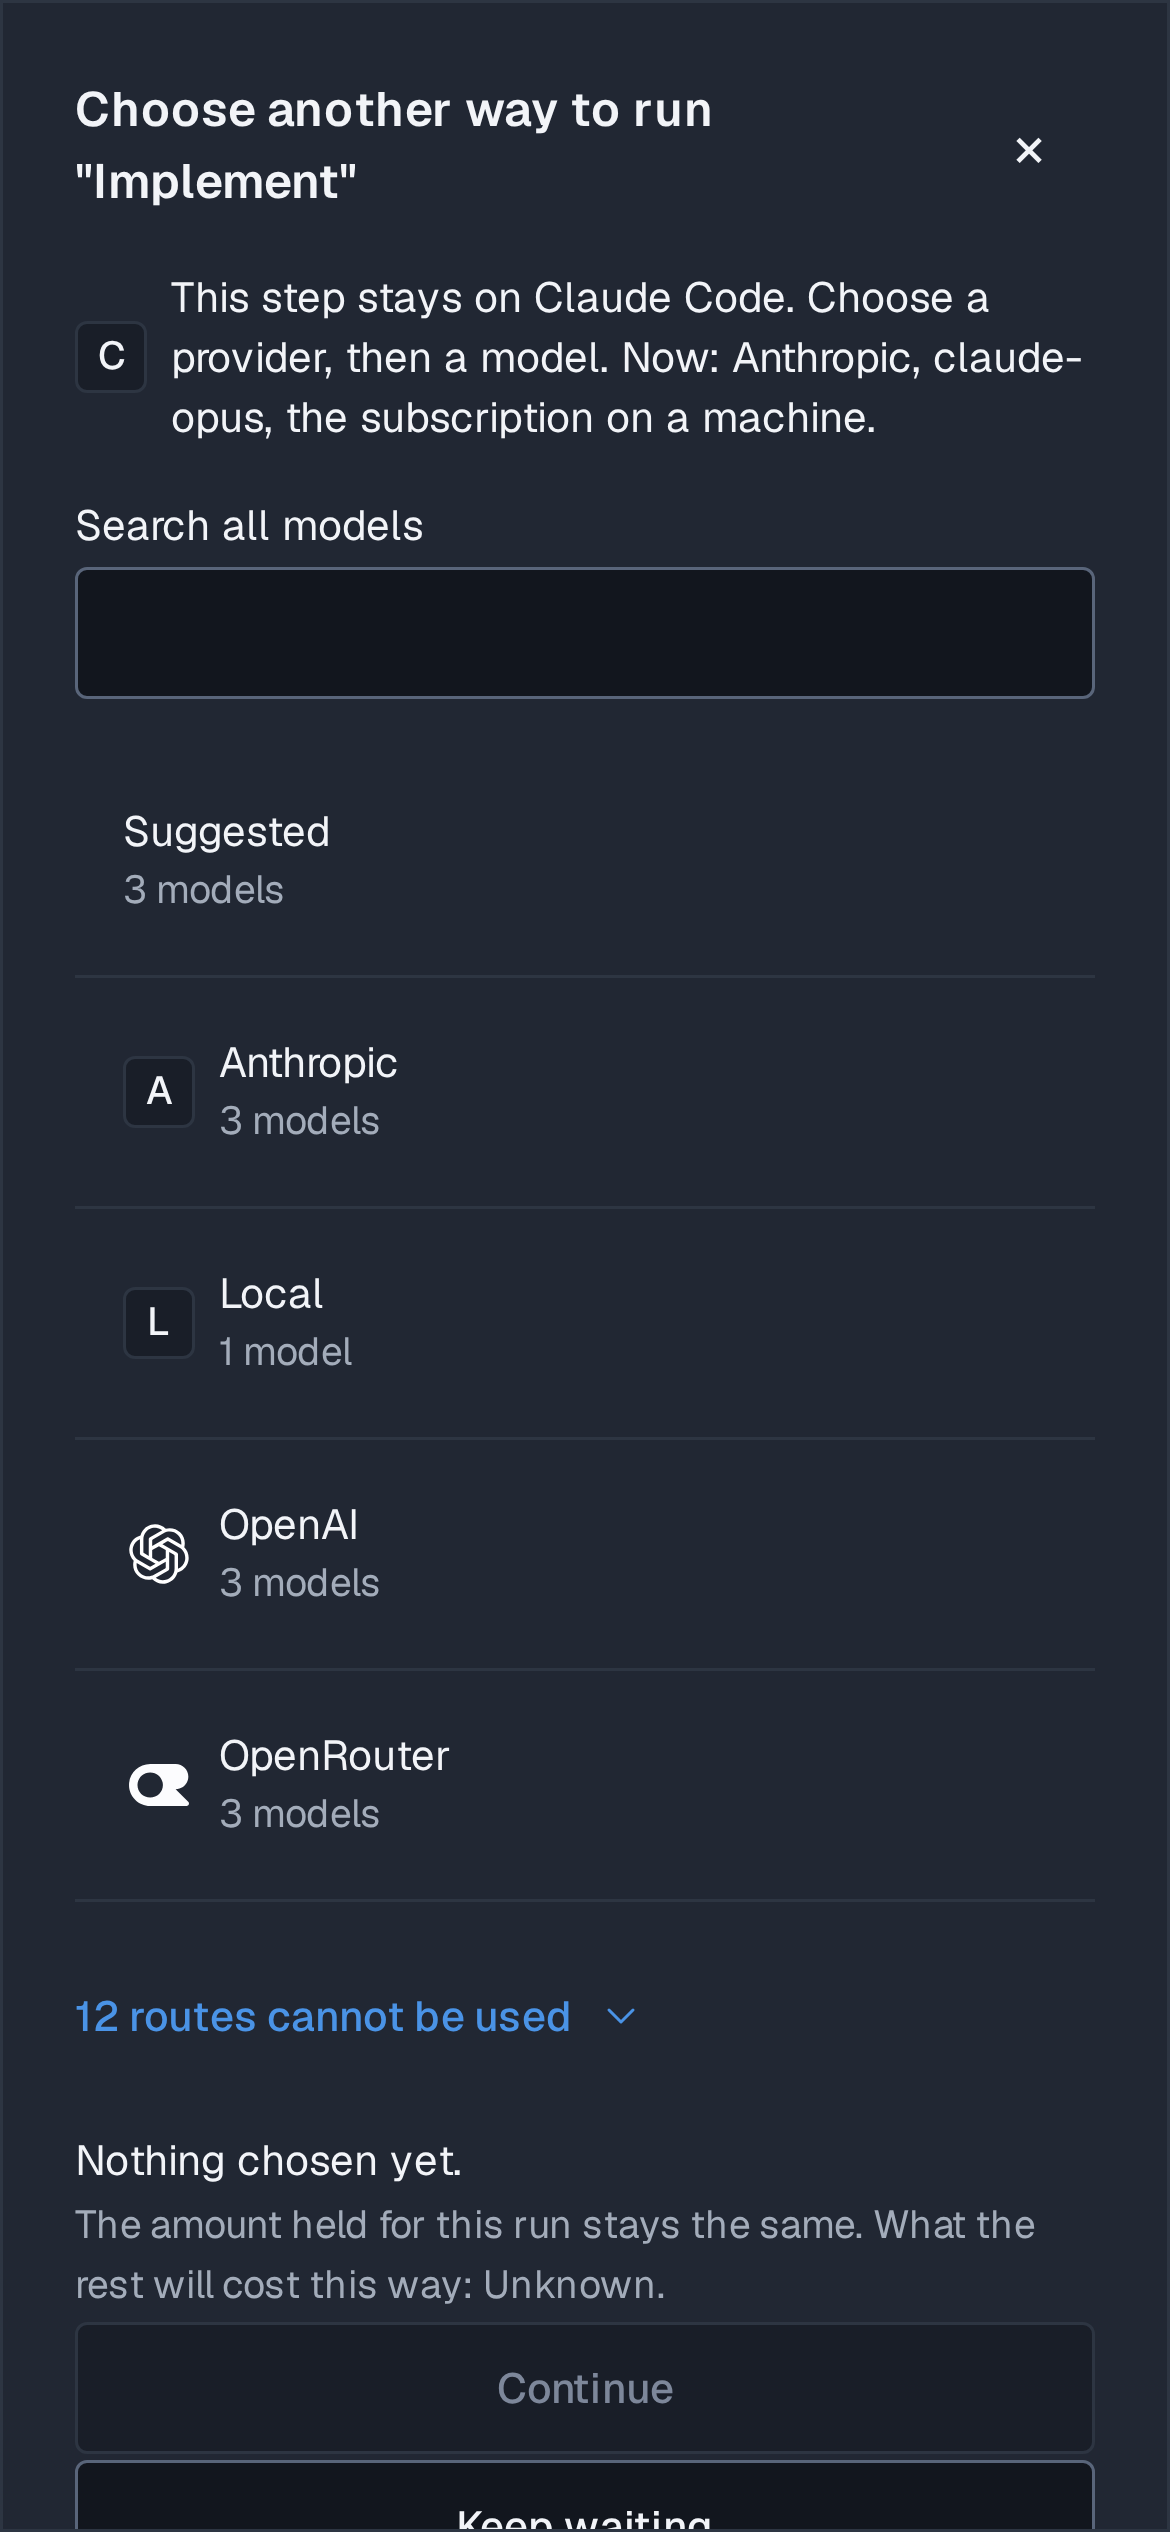 Choose another way to run
"Implement"
C
This step stays on Claude Code. Choose a
provider, then a model. Now: Anthropic, claude-
opus, the subscription on a machine.
Search all models
Suggested
3 models
A
Anthropic
3 models
L
Local
1 model
OpenAI
3 models
OpenRouter
3 models
12 routes cannot be used
Nothing chosen yet.
The amount held for this run stays the same. What the
rest will cost this way: Unknown.
Continue
Keep waiting